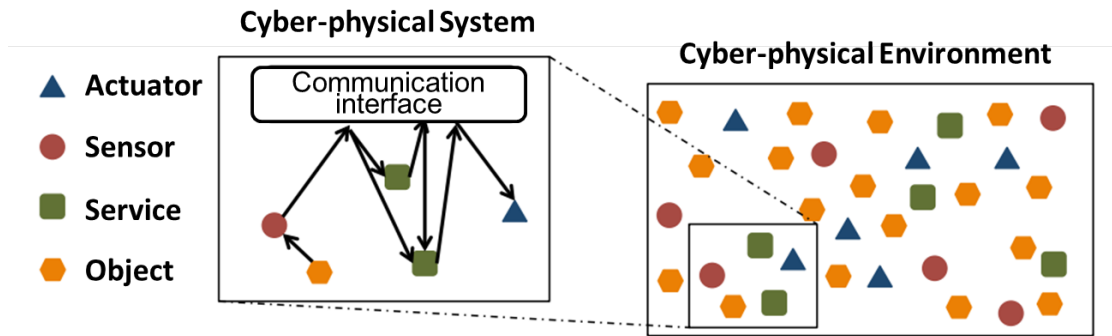 Cyber-physical System
Cyber-physical Environment
Actuator
Sensor
Service
Object
Communication
interface